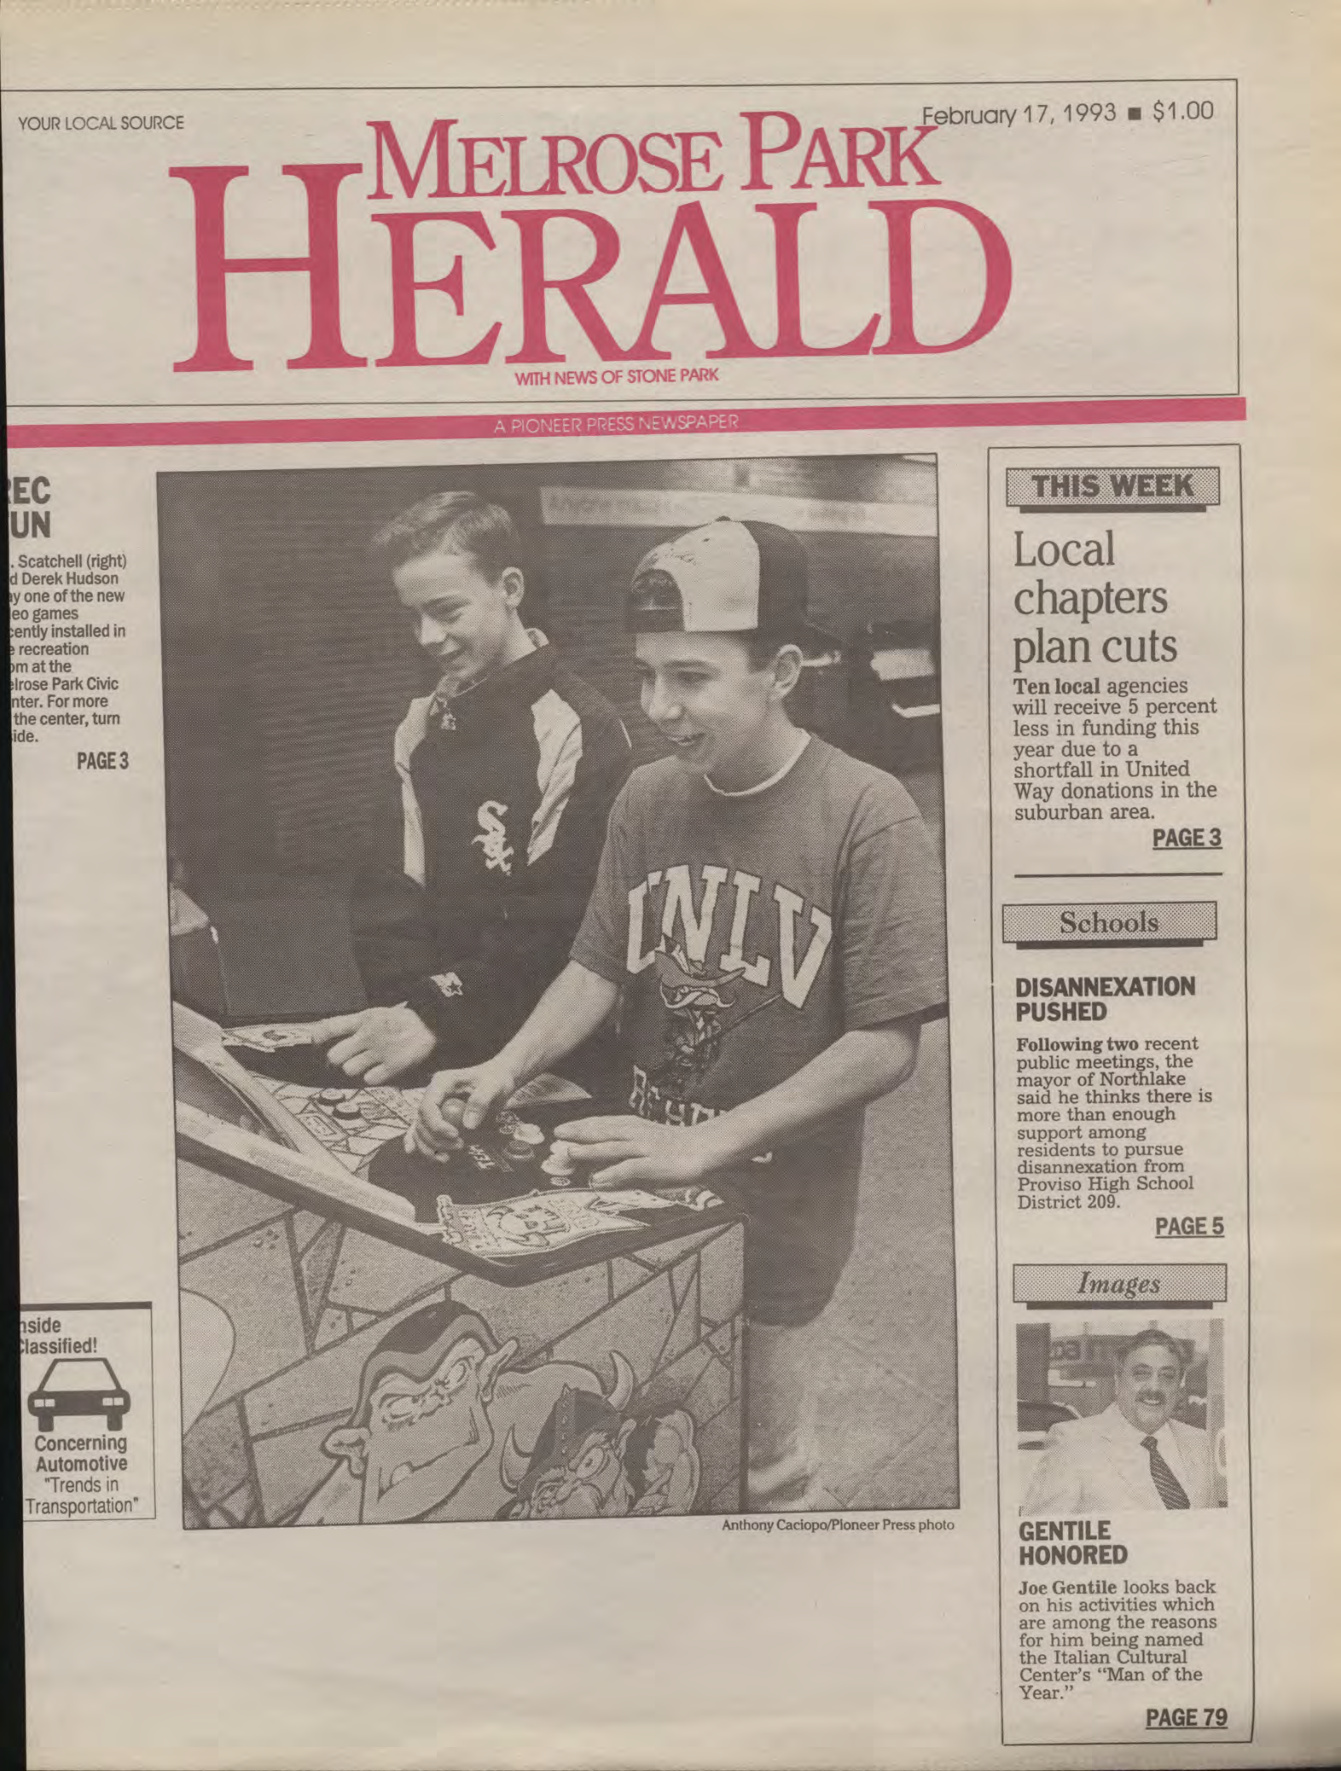 YOUR LOCAL SOURCE
February 17, 1993 ■ $1.00
MELROSE PARK
HERALD
WITH NEWS OF STONE PARK
A PIONEER PRESS NEWSPAPER
EC
UN
. Scatchell (right)
d Derek Hudson
y one of the new
eo games
cently installed in
e recreation
om at the
elrose Park Civic
nter. For more
the center, turn
ide.
PAGE 3
nside
Classified!
Concerning
Automotive
"Trends in
Transportation"
Anyone
Sox
UNLV
REBELS
Anthony Caciopo/Pioneer Press photo
THIS WEEK
Local
chapters
plan cuts
Ten local agencies
will receive 5 percent
less in funding this
year due to a
shortfall in United
Way donations in the
suburban area.
PAGE 3
Schools
DISANNEXATION
PUSHED
Following two recent
public meetings, the
mayor of Northlake
said he thinks there is
more than enough
support among
residents to pursue
disannexation from
Proviso High School
District 209.
PAGE 5
Images
GENTILE
HONORED
Joe Gentile looks back
on his activities which
are among the reasons
for him being named
the Italian Cultural
Center's "Man of the
Year."
PAGE 79